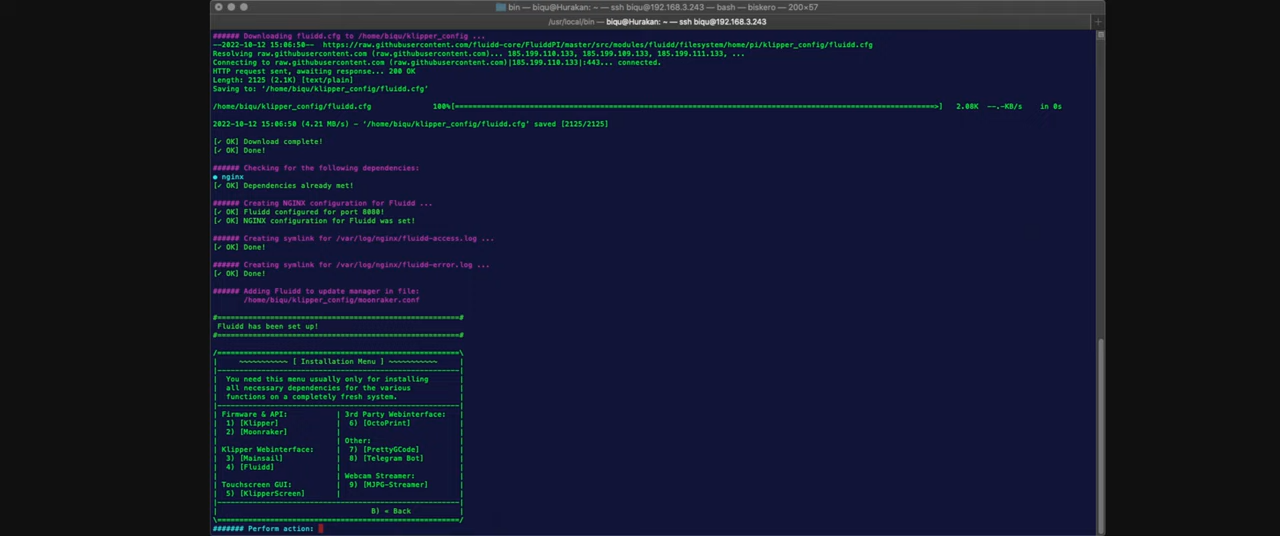 bin — biqu@Hurakan: ~ — ssh biqu@192.168.3.243 — bash — biskero — 200×57
/usr/local/bin — biqu@Hurakan: ~ — ssh biqu@192.168.3.243 +
###### Downloading fluidd.cfg to /home/biqu/klipper_config ...
--2022-10-12 15:06:50-- https://raw.githubusercontent.com/fluidd-core/FluiddPI/master/src/modules/fluidd/filesystem/home/pi/klipper_config/fluidd.cfg
Resolving raw.githubusercontent.com (raw.githubusercontent.com)... 185.199.110.133, 185.199.109.133, 185.199.111.133, ...
Connecting to raw.githubusercontent.com (raw.githubusercontent.com)|185.199.110.133|:443... connected.
HTTP request sent, awaiting response... 200 OK
Length: 2125 (2.1K) [text/plain]
Saving to: '/home/biqu/klipper_config/fluidd.cfg'
/home/biqu/klipper_config/fluidd.cfg 100%[==========================================================================================>] 2.08K --.-KB/s in 0s
2022-10-12 15:06:50 (4.21 MB/s) - '/home/biqu/klipper_config/fluidd.cfg' saved [2125/2125]
[✓ OK] Download complete!
[✓ OK] Done!
###### Checking for the following dependencies:
● nginx
[✓ OK] Dependencies already met!
###### Creating NGINX configuration for Fluidd ...
[✓ OK] Fluidd configured for port 8080!
[✓ OK] NGINX configuration for Fluidd was set!
###### Creating symlink for /var/log/nginx/fluidd-access.log ...
[✓ OK] Done!
###### Creating symlink for /var/log/nginx/fluidd-error.log ...
[✓ OK] Done!
###### Adding Fluidd to update manager in file:
/home/biqu/klipper_config/moonraker.conf
#=======================================================#
Fluidd has been set up!
#=======================================================#
/=======================================================\
| ~~~~~~~~~~~ [ Installation Menu ] ~~~~~~~~~~~ |
|-------------------------------------------------------|
| You need this menu usually only for installing |
| all necessary dependencies for the various |
| functions on a completely fresh system. |
|-------------------------------------------------------|
| Firmware & API: | 3rd Party Webinterface: |
| 1) [Klipper] | 6) [OctoPrint] |
| 2) [Moonraker] | |
| | Other: |
| Klipper Webinterface: | 7) [PrettyGCode] |
| 3) [Mainsail] | 8) [Telegram Bot] |
| 4) [Fluidd] | |
| | Webcam Streamer: |
| Touchscreen GUI: | 9) [MJPG-Streamer] |
| 5) [KlipperScreen] | |
|-------------------------------------------------------|
| B) « Back |
\=======================================================/
####### Perform action: